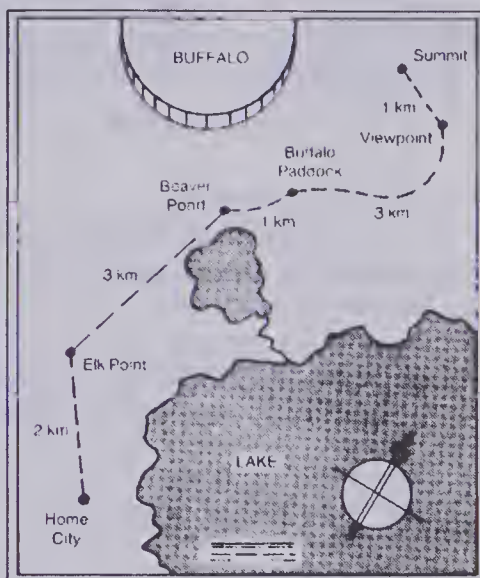 BUFFALO
Summit
1 km
Viewpoint
Buffalo
Paddock
Beaver
Pond
1 km
3 km
3 km
Elk Point
2 km
LAKE
Home
City